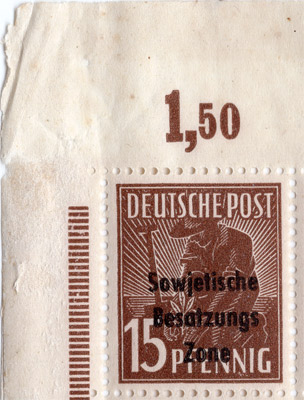 1,50
DEUTSCHE POST
Sowjetische
Besatzungs
Zone
15 PFENNIG